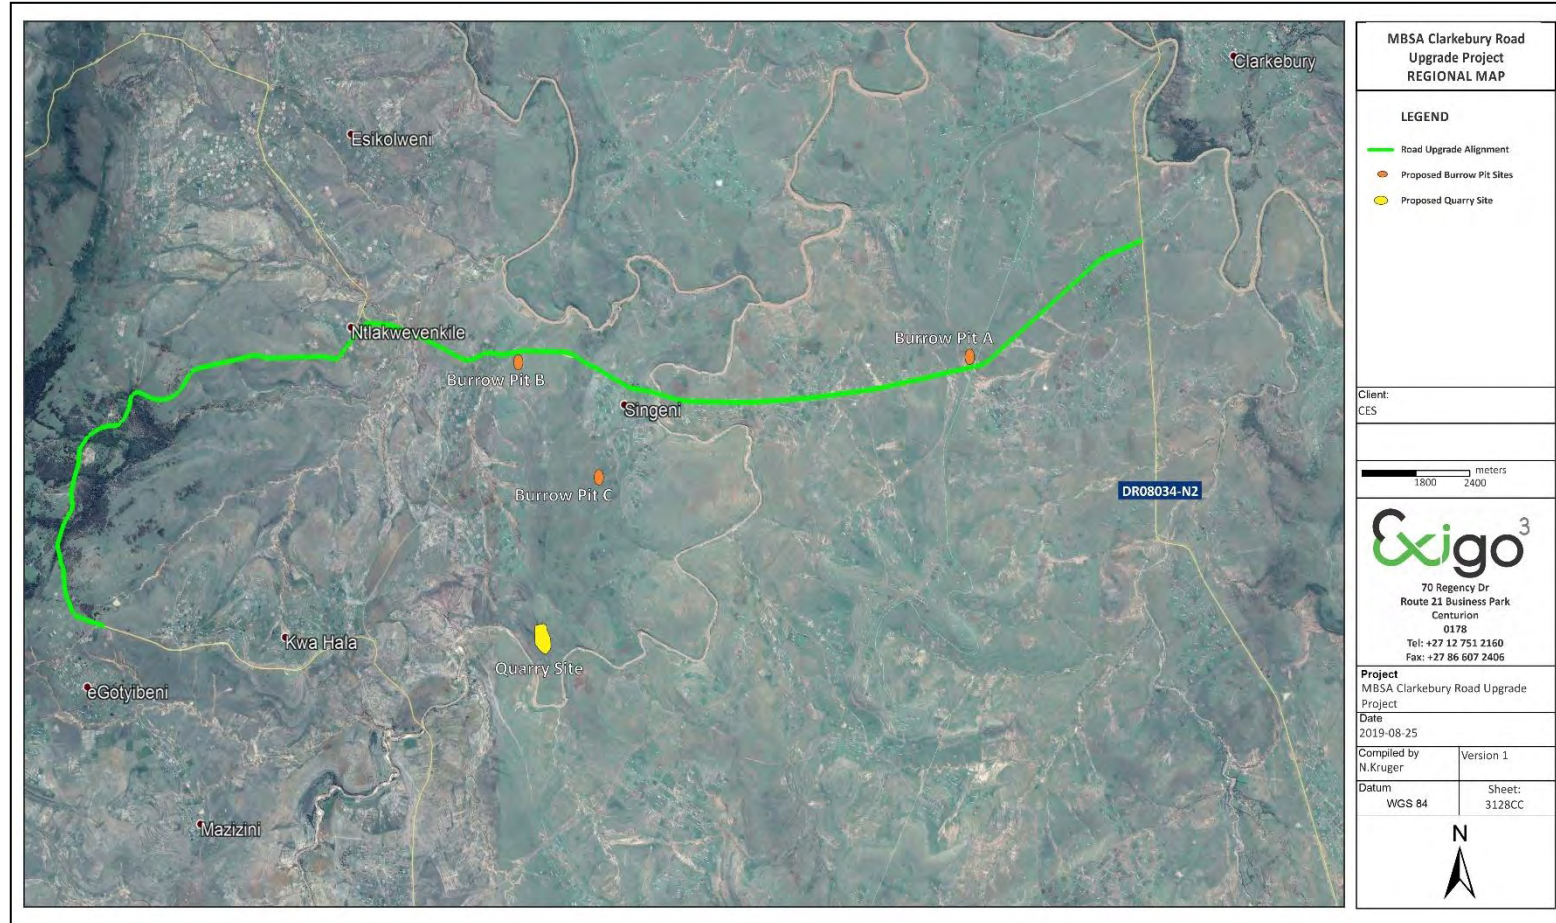 Clarkebury
Esikolweni
Ntlakwevenkile
Burrow Pit A
Burrow Pit B
Singeni
Burrow Pit C
DR08034-N2
Kwa Hala
Quarry Site
eGotyibeni
Mazizini
MBSA Clarkebury Road
Upgrade Project
REGIONAL MAP
LEGEND
Road Upgrade Alignment
Proposed Burrow Pit Sites
Proposed Quarry Site
Client:
CES
meters
1800 2400
Exigo3
70 Regency Dr
Route 21 Business Park
Centurion
0178
Tel: +27 12 751 2160
Fax: +27 86 607 2406
Project
MBSA Clarkebury Road Upgrade
Project
Date
2019-08-25
Compiled by
N.Kruger
Version 1
Datum
WGS 84
Sheet:
3128CC
N